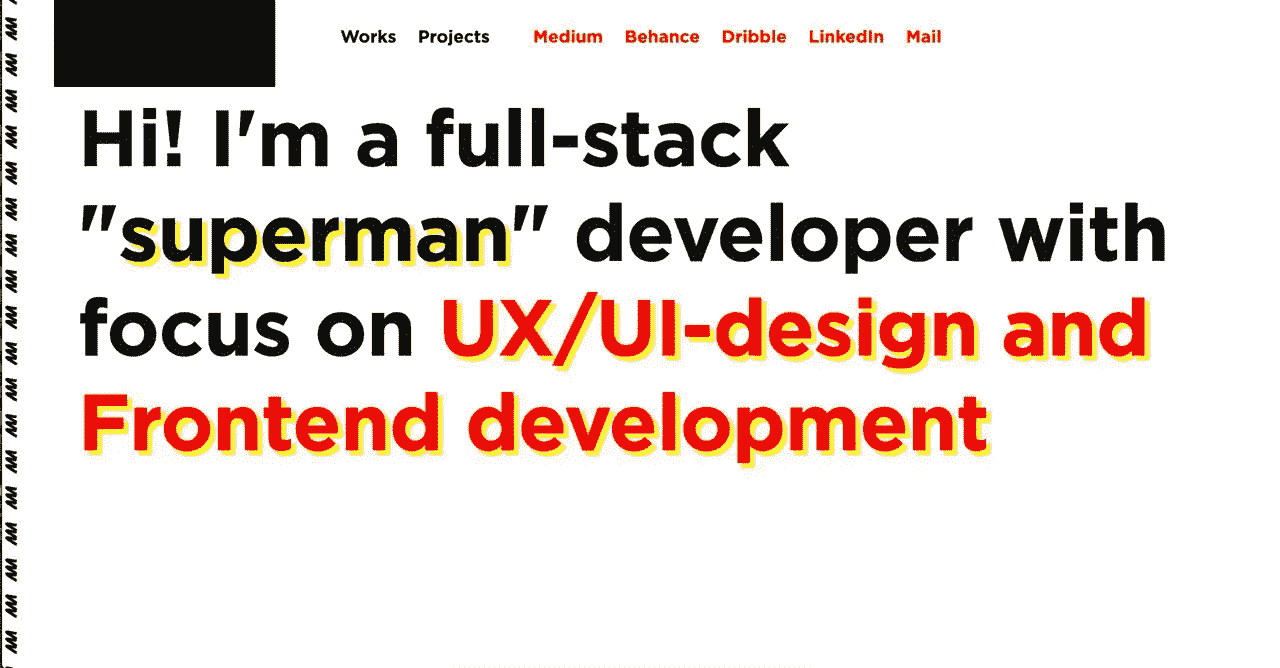 Works Projects Medium Behance Dribble LinkedIn Mail
Hi! I'm a full-stack
"superman" developer with
focus on UX/UI-design and
Frontend development